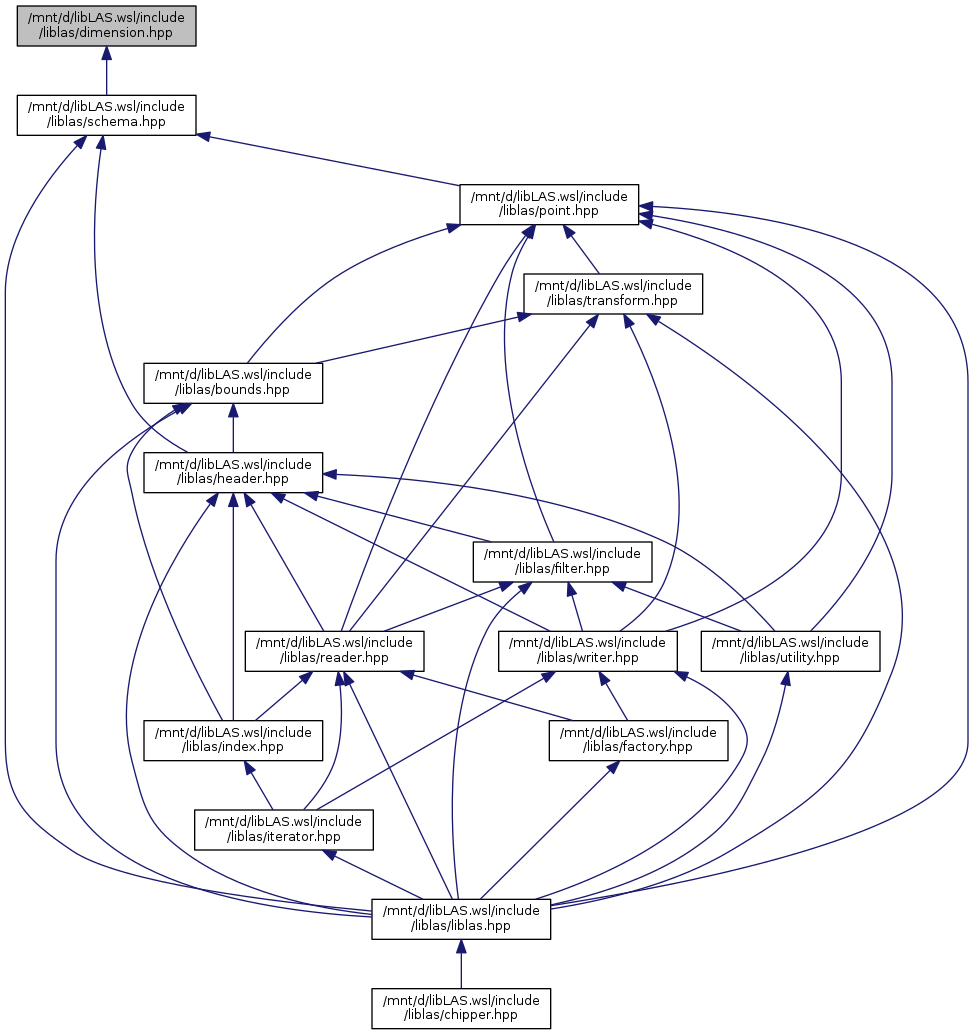 /mnt/d/libLAS.wsl/include
/liblas/dimension.hpp
/mnt/d/libLAS.wsl/include
/liblas/schema.hpp
/mnt/d/libLAS.wsl/include
/liblas/point.hpp
/mnt/d/libLAS.wsl/include
/liblas/transform.hpp
/mnt/d/libLAS.wsl/include
/liblas/bounds.hpp
/mnt/d/libLAS.wsl/include
/liblas/header.hpp
/mnt/d/libLAS.wsl/include
/liblas/filter.hpp
/mnt/d/libLAS.wsl/include
/liblas/reader.hpp
/mnt/d/libLAS.wsl/include
/liblas/writer.hpp
/mnt/d/libLAS.wsl/include
/liblas/utility.hpp
/mnt/d/libLAS.wsl/include
/liblas/index.hpp
/mnt/d/libLAS.wsl/include
/liblas/factory.hpp
/mnt/d/libLAS.wsl/include
/liblas/iterator.hpp
/mnt/d/libLAS.wsl/include
/liblas/liblas.hpp
/mnt/d/libLAS.wsl/include
/liblas/chipper.hpp